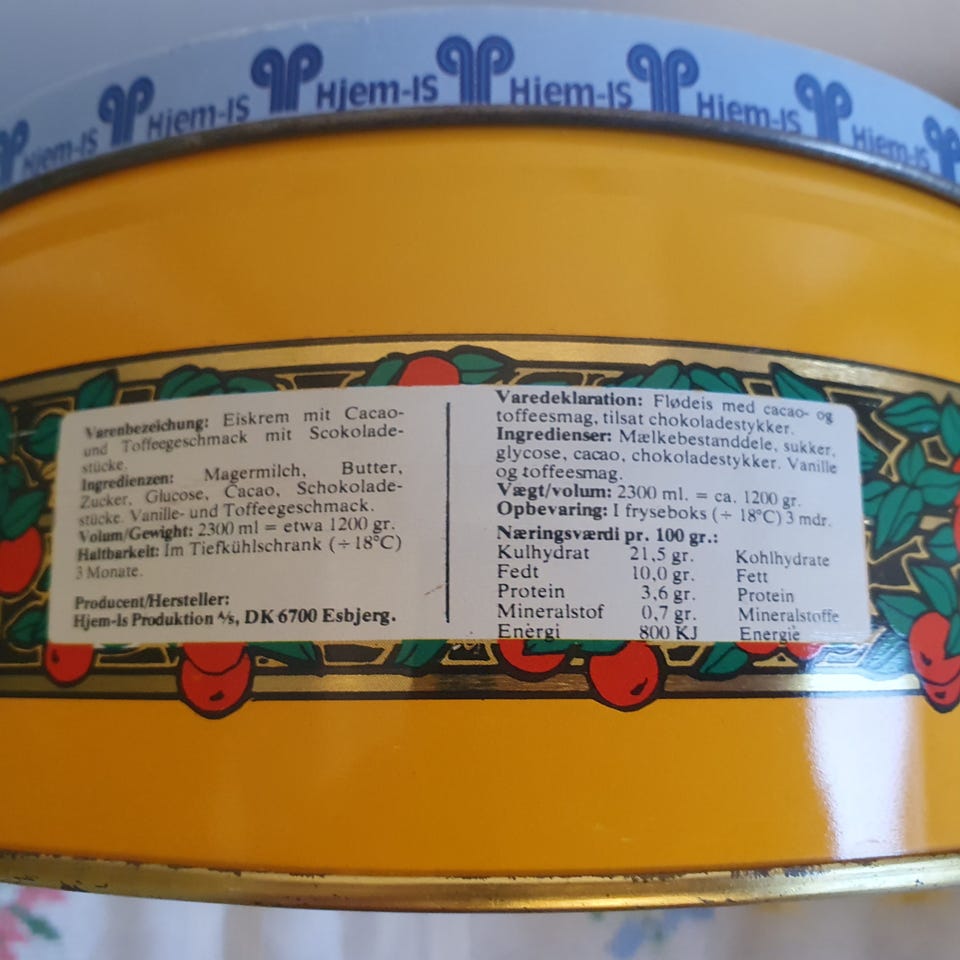 Hjem-IS Hjem-IS Hjem-IS Hjem-IS Hjem-IS Hjem-IS
Varenbezeichung: Eiskrem mit Cacao-
und Toffeegeschmack mit Scokolade-
stücke.
Ingredienzen: Magermilch, Butter,
Zucker, Glucose, Cacao, Schokolade-
stücke. Vanille- und Toffeegeschmack.
Volum/Gewight: 2300 ml = etwa 1200 gr.
Haltbarkeit: Im Tiefkühlschrank (÷ 18°C)
3 Monate.
Producent/Hersteller:
Hjem-Is Produktion A/s, DK 6700 Esbjerg.
Varedeklaration: Flødeis med cacao- og
toffeesmag, tilsat chokoladestykker.
Ingredienser: Mælkebestanddele, sukker,
glycose, cacao, chokoladestykker. Vanille
og toffeesmag.
Vægt/volum: 2300 ml. = ca. 1200 gr.
Opbevaring: I fryseboks (÷ 18°C) 3 mdr.
Næringsværdi pr. 100 gr.:
Kulhydrat 21,5 gr. Kohlhydrate
Fedt 10,0 gr. Fett
Protein 3,6 gr. Protein
Mineralstof 0,7 gr. Mineralstoffe
Energi 800 KJ Energie